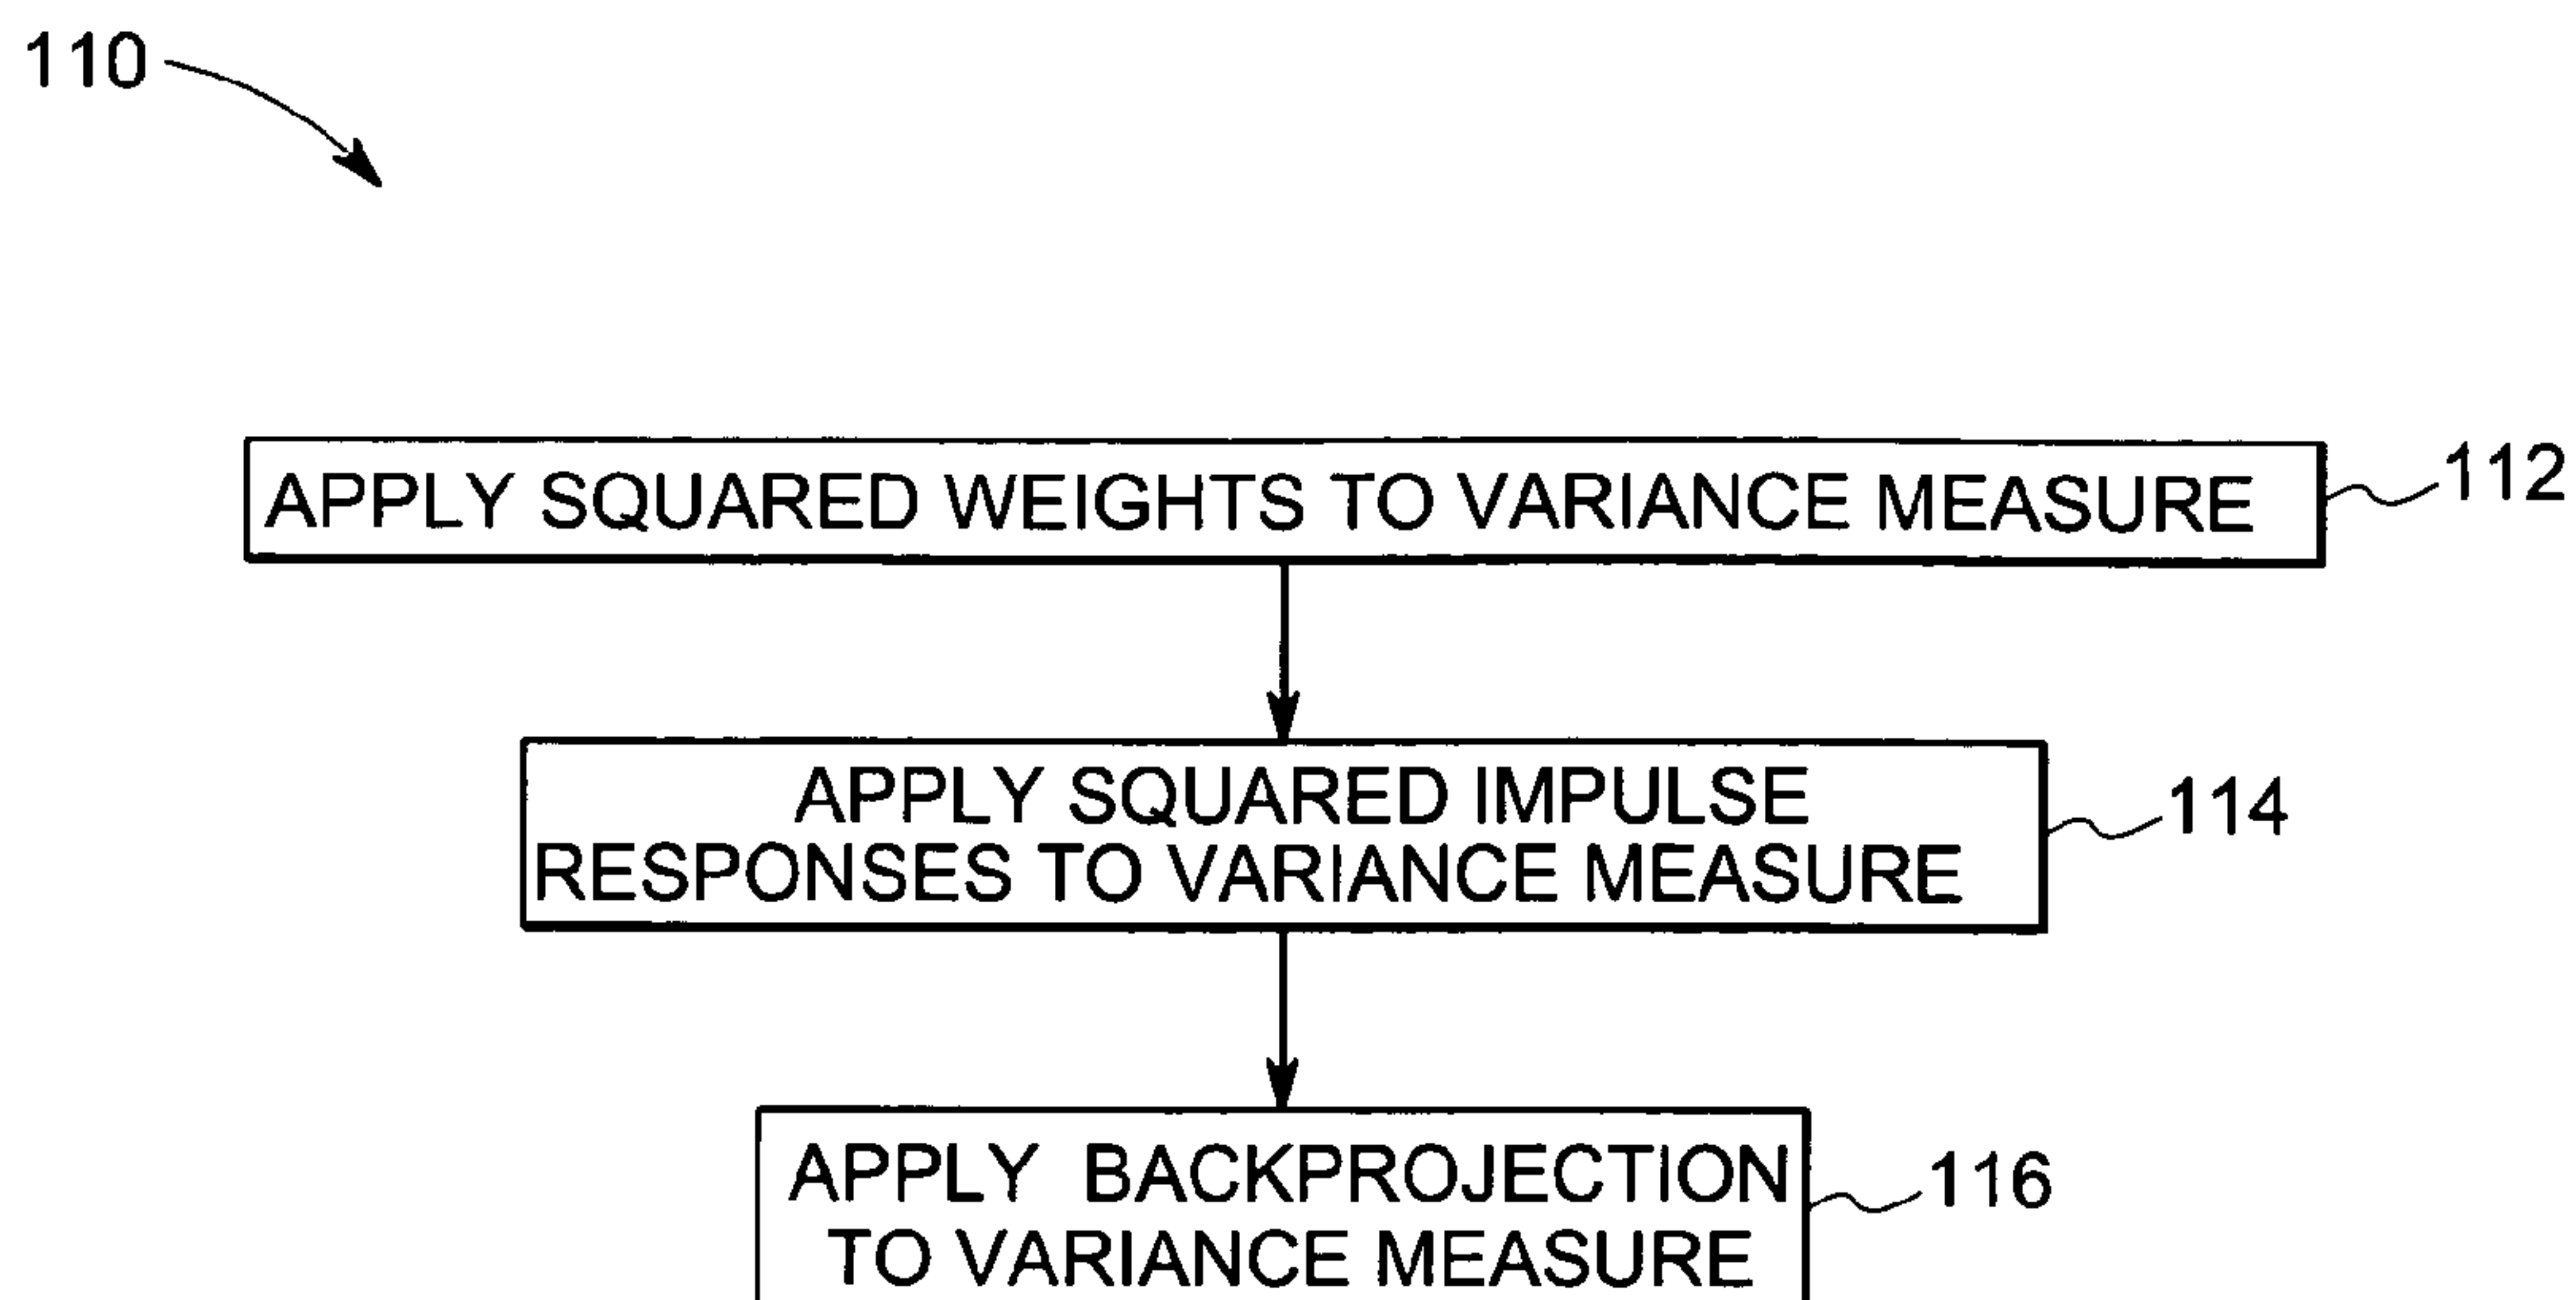 110
APPLY SQUARED WEIGHTS TO VARIANCE MEASURE
112
APPLY SQUARED IMPULSE
RESPONSES TO VARIANCE MEASURE
114
APPLY BACKPROJECTION
TO VARIANCE MEASURE
116